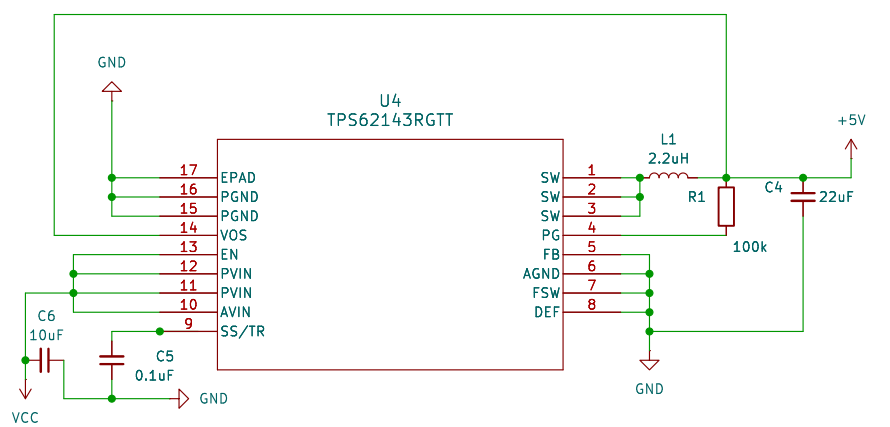 GND
U4
TPS62143RGTT
+5V
L1
2.2uH
17 EPAD SW 1
16 PGND SW 2
R1 C4
22uF
15 PGND SW 3
14 VOS PG 4
100k
13 EN FB 5
12 PVIN AGND 6
11 PVIN FSW 7
10 AVIN DEF 8
C6
10uF
9 SS/TR
C5
0.1uF
GND
GND
VCC